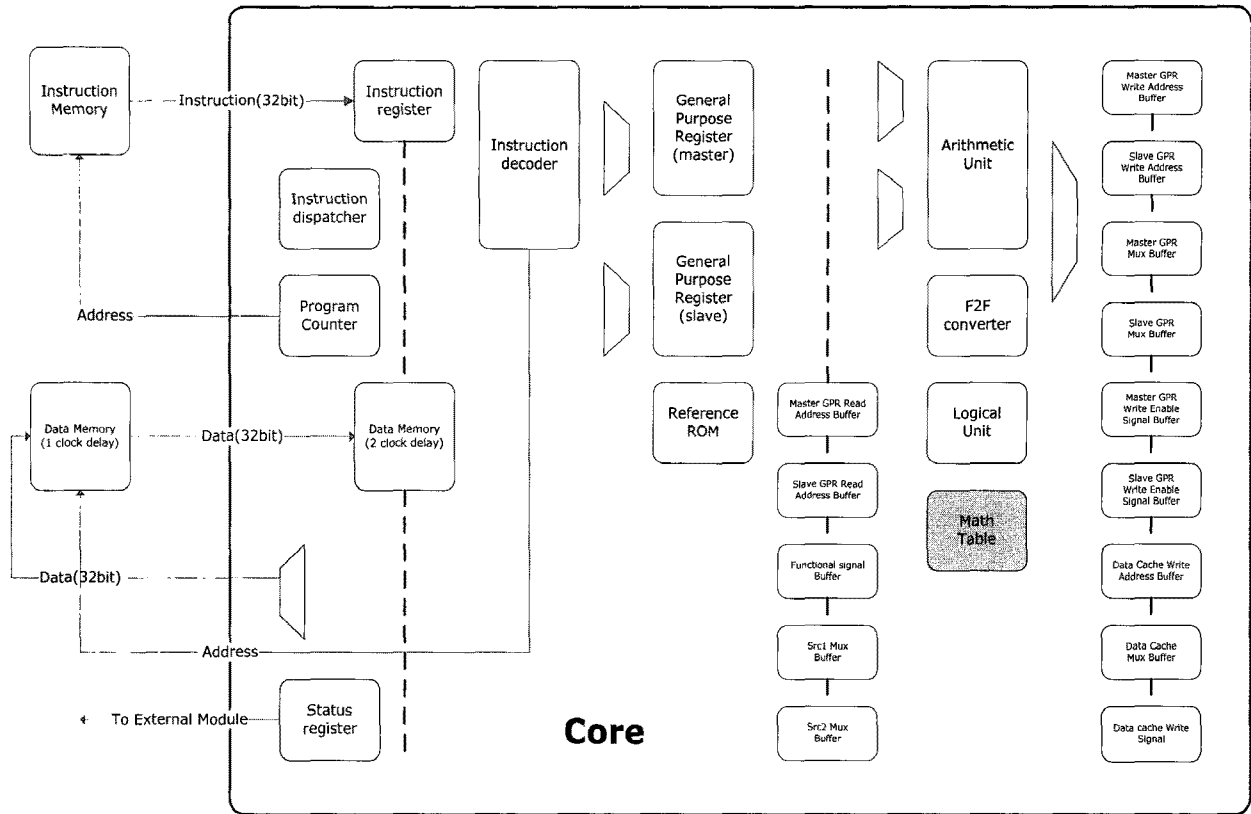 Instruction
Memory
Instruction(32bit)
Instruction
register
Instruction
decoder
General
Purpose
Register
(master)
Arithmetic
Unit
Master GPR
Write Address
Buffer
Instruction
dispatcher
Slave GPR
Write Address
Buffer
Address
Program
Counter
General
Purpose
Register
(slave)
F2F
converter
Master GPR
Mux Buffer
Slave GPR
Mux Buffer
Data Memory
(1 clock delay)
Data(32bit)
Data Memory
(2 clock delay)
Reference
ROM
Master GPR Read
Address Buffer
Logical
Unit
Master GPR
Write Enable
Signal Buffer
Slave GPR Read
Address Buffer
Math
Table
Slave GPR
Write Enable
Signal Buffer
Data(32bit)
Functional signal
Buffer
Data Cache Write
Address Buffer
Address
Src1 Mux
Buffer
Data Cache
Mux Buffer
To External Module
Status
register
Core
Src2 Mux
Buffer
Data cache Write
Signal